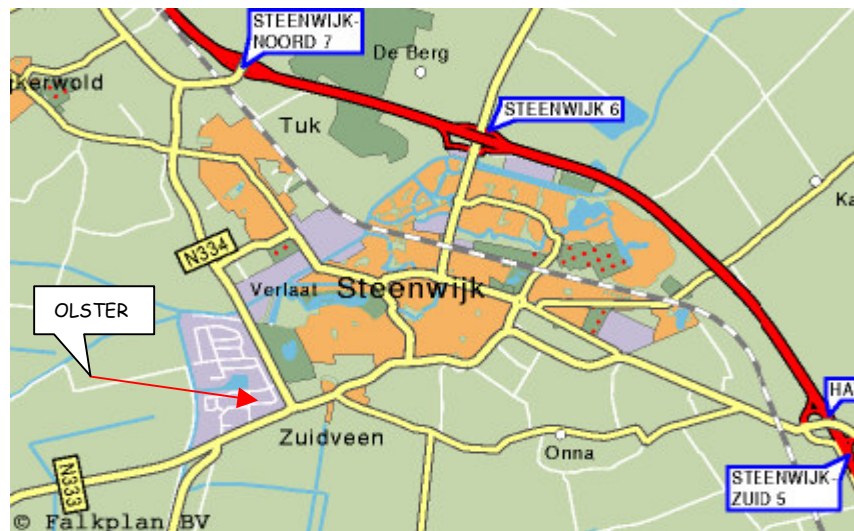 STEENWIJK-
NOORD 7
De Berg
kerwold
Tuk
STEENWIJK 6
Ka
N334
Verlaat
Steenwijk
OLSTER
HA
Zuidveen
Onna
N333
STEENWIJK-
ZUID 5
© Falkplan BV